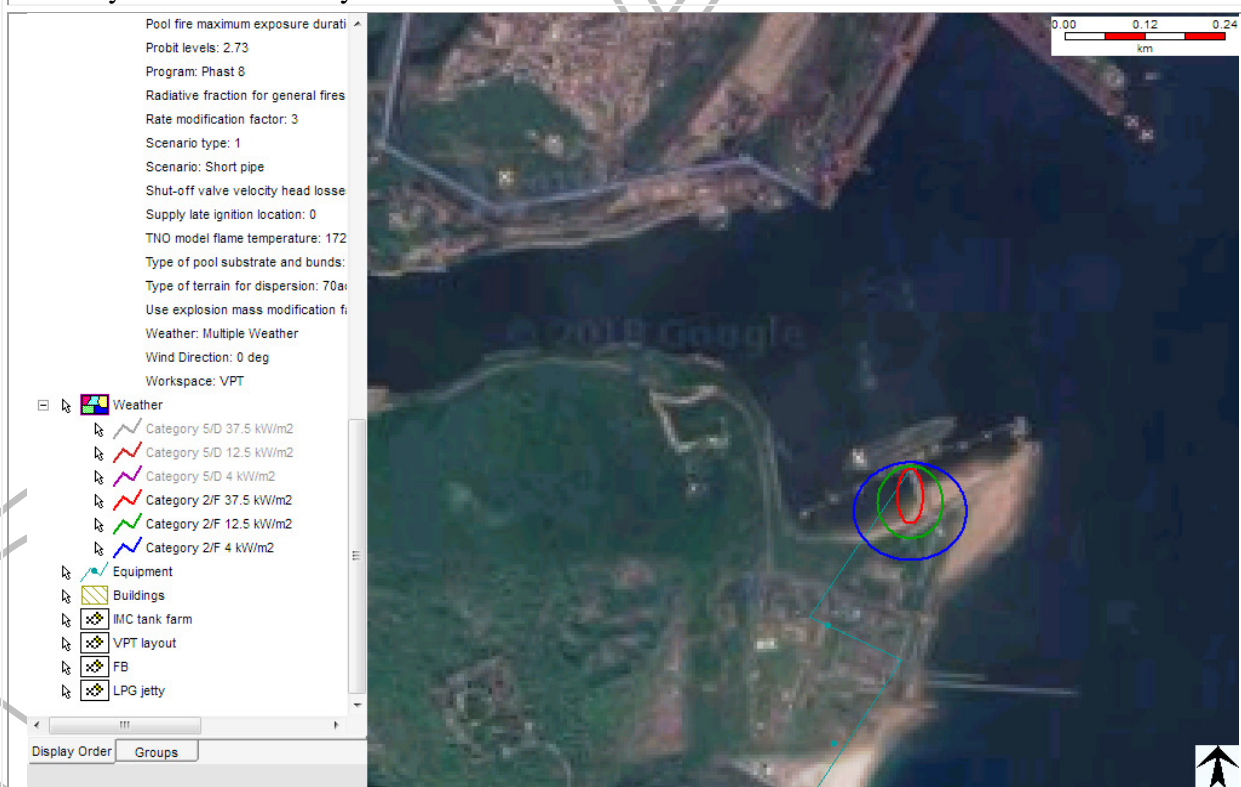 Pool fire maximum exposure durati
Probit levels: 2.73
Program: Phast 8
Radiative fraction for general fires
Rate modification factor: 3
Scenario type: 1
Scenario: Short pipe
Shut-off valve velocity head losse
Supply late ignition location: 0
TNO model flame temperature: 172
Type of pool substrate and bunds:
Type of terrain for dispersion: 70a
Use explosion mass modification f
Weather: Multiple Weather
Wind Direction: 0 deg
Workspace: VPT
Weather
Category 5/D 37.5 kW/m2
Category 5/D 12.5 kW/m2
Category 5/D 4 kW/m2
Category 2/F 37.5 kW/m2
Category 2/F 12.5 kW/m2
Category 2/F 4 kW/m2
Equipment
Buildings
IMC tank farm
VPT layout
FB
LPG jetty
Display Order Groups
0.00 0.12 0.24
km
© 2018 Google